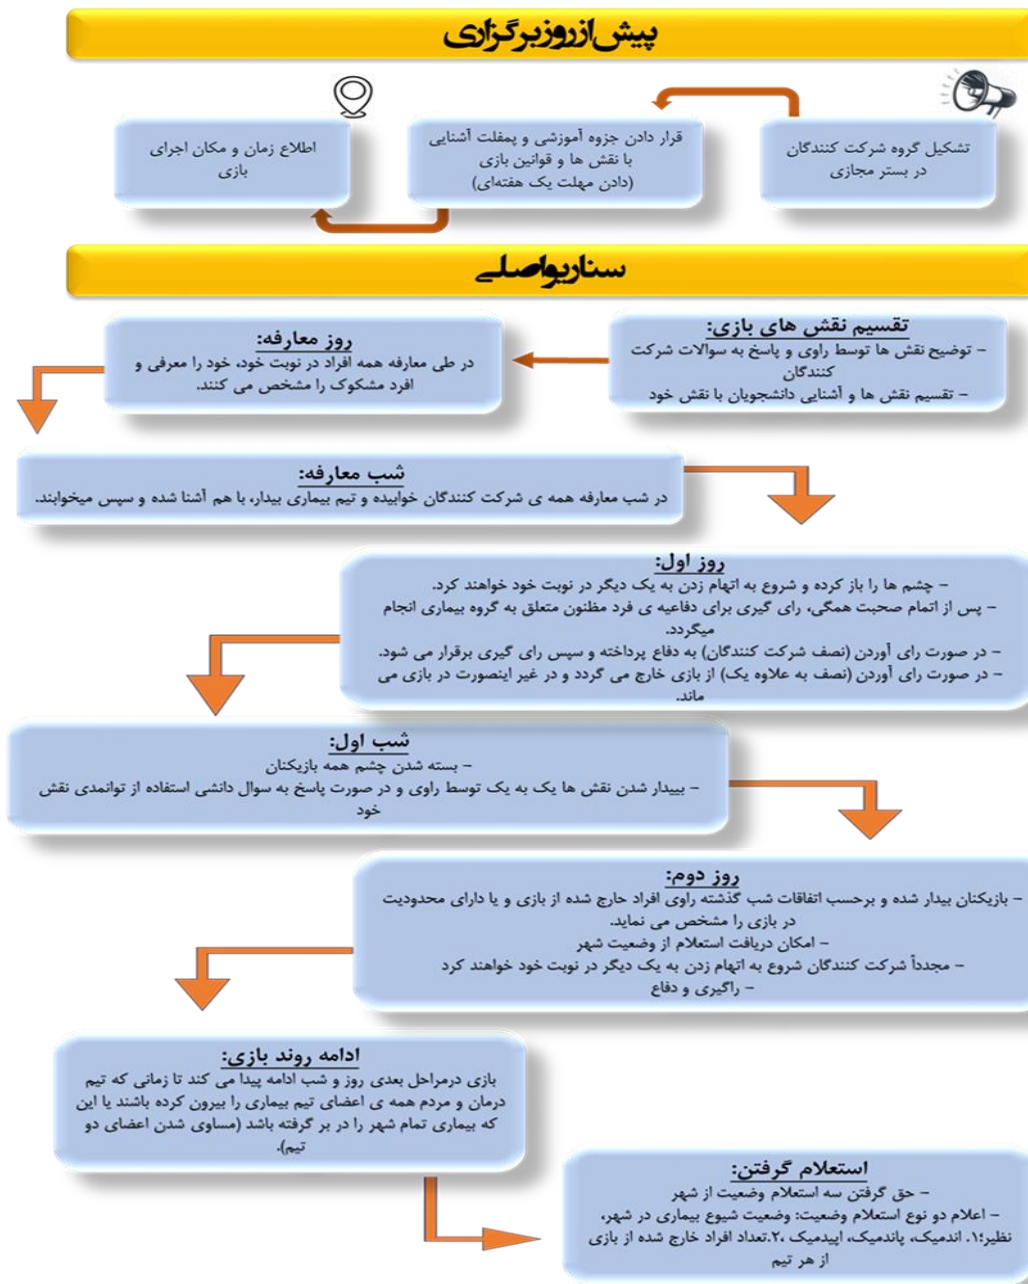 پیش از روز برگزاری
تشکیل گروه شرکت کنندگان
در بستر مجازی
قرار دادن جزوه آموزشی و پمفلت آشنایی
با نقش ها و قوانین بازی
(دادن مهلت یک هفته‌ای)
اطلاع زمان و مکان اجرای
بازی
سناریو اصلی
تقسیم نقش های بازی:
- توضیح نقش ها توسط راوی و پاسخ به سوالات شرکت
کنندگان
- تقسیم نقش ها و آشنایی دانشجویان با نقش خود
روز معارفه:
در طی معارفه همه افراد در نوبت خود، خود را معرفی و
افرد مشکوک را مشخص می کنند.
شب معارفه:
در شب معارفه همه ی شرکت کنندگان خوابیده و تیم بیماری بیدار، با هم آشنا شده و سپس میخوابند.
روز اول:
- چشم ها را باز کرده و شروع به اتهام زدن به یک دیگر در نوبت خود خواهند کرد.
- پس از اتمام صحبت همگی، رای گیری برای دفاعیه ی فرد مظنون متعلق به گروه بیماری انجام
میگردد.
- در صورت رای آوردن (نصف شرکت کنندگان) به دفاع پرداخته و سپس رای گیری برقرار می شود.
- در صورت رای آوردن (نصف به علاوه یک) از بازی خارج می گردد و در غیر اینصورت در بازی می
ماند.
شب اول:
- بسته شدن چشم همه بازیکنان
- بییدار شدن نقش ها یک به یک توسط راوی و در صورت پاسخ به سوال دانشی استفاده از توانمدی نقش
خود
روز دوم:
- بازیکنان بیدار شده و برحسب اتفاقات شب گذشته راوی افراد حارج شده از بازی و یا دارای محدودیت
در بازی را مشخص می نماید.
- امکان دریافت استعلام از وضعیت شهر
- مجدداً شرکت کنندگان شروع به اتهام زدن به یک دیگر در نوبت خود خواهند کرد
- راگیری و دفاع
ادامه روند بازی:
بازی درمراحل بعدی روز و شب ادامه پیدا می کند تا زمانی که تیم
درمان و مردم همه ی اعضای تیم بیماری را بیرون کرده باشند یا این
که بیماری تمام شهر را در بر گرفته باشد (مساوی شدن اعضای دو
تیم).
استعلام گرفتن:
- حق گرفتن سه استعلام وضعیت از شهر
- اعلام دو نوع استعلام وضعیت: وضعیت شیوع بیماری در شهر،
نظیر؛۱. اندمیک، پاندمیک، اپیدمیک ،۲.تعداد افراد خارج شده از بازی
از هر تیم